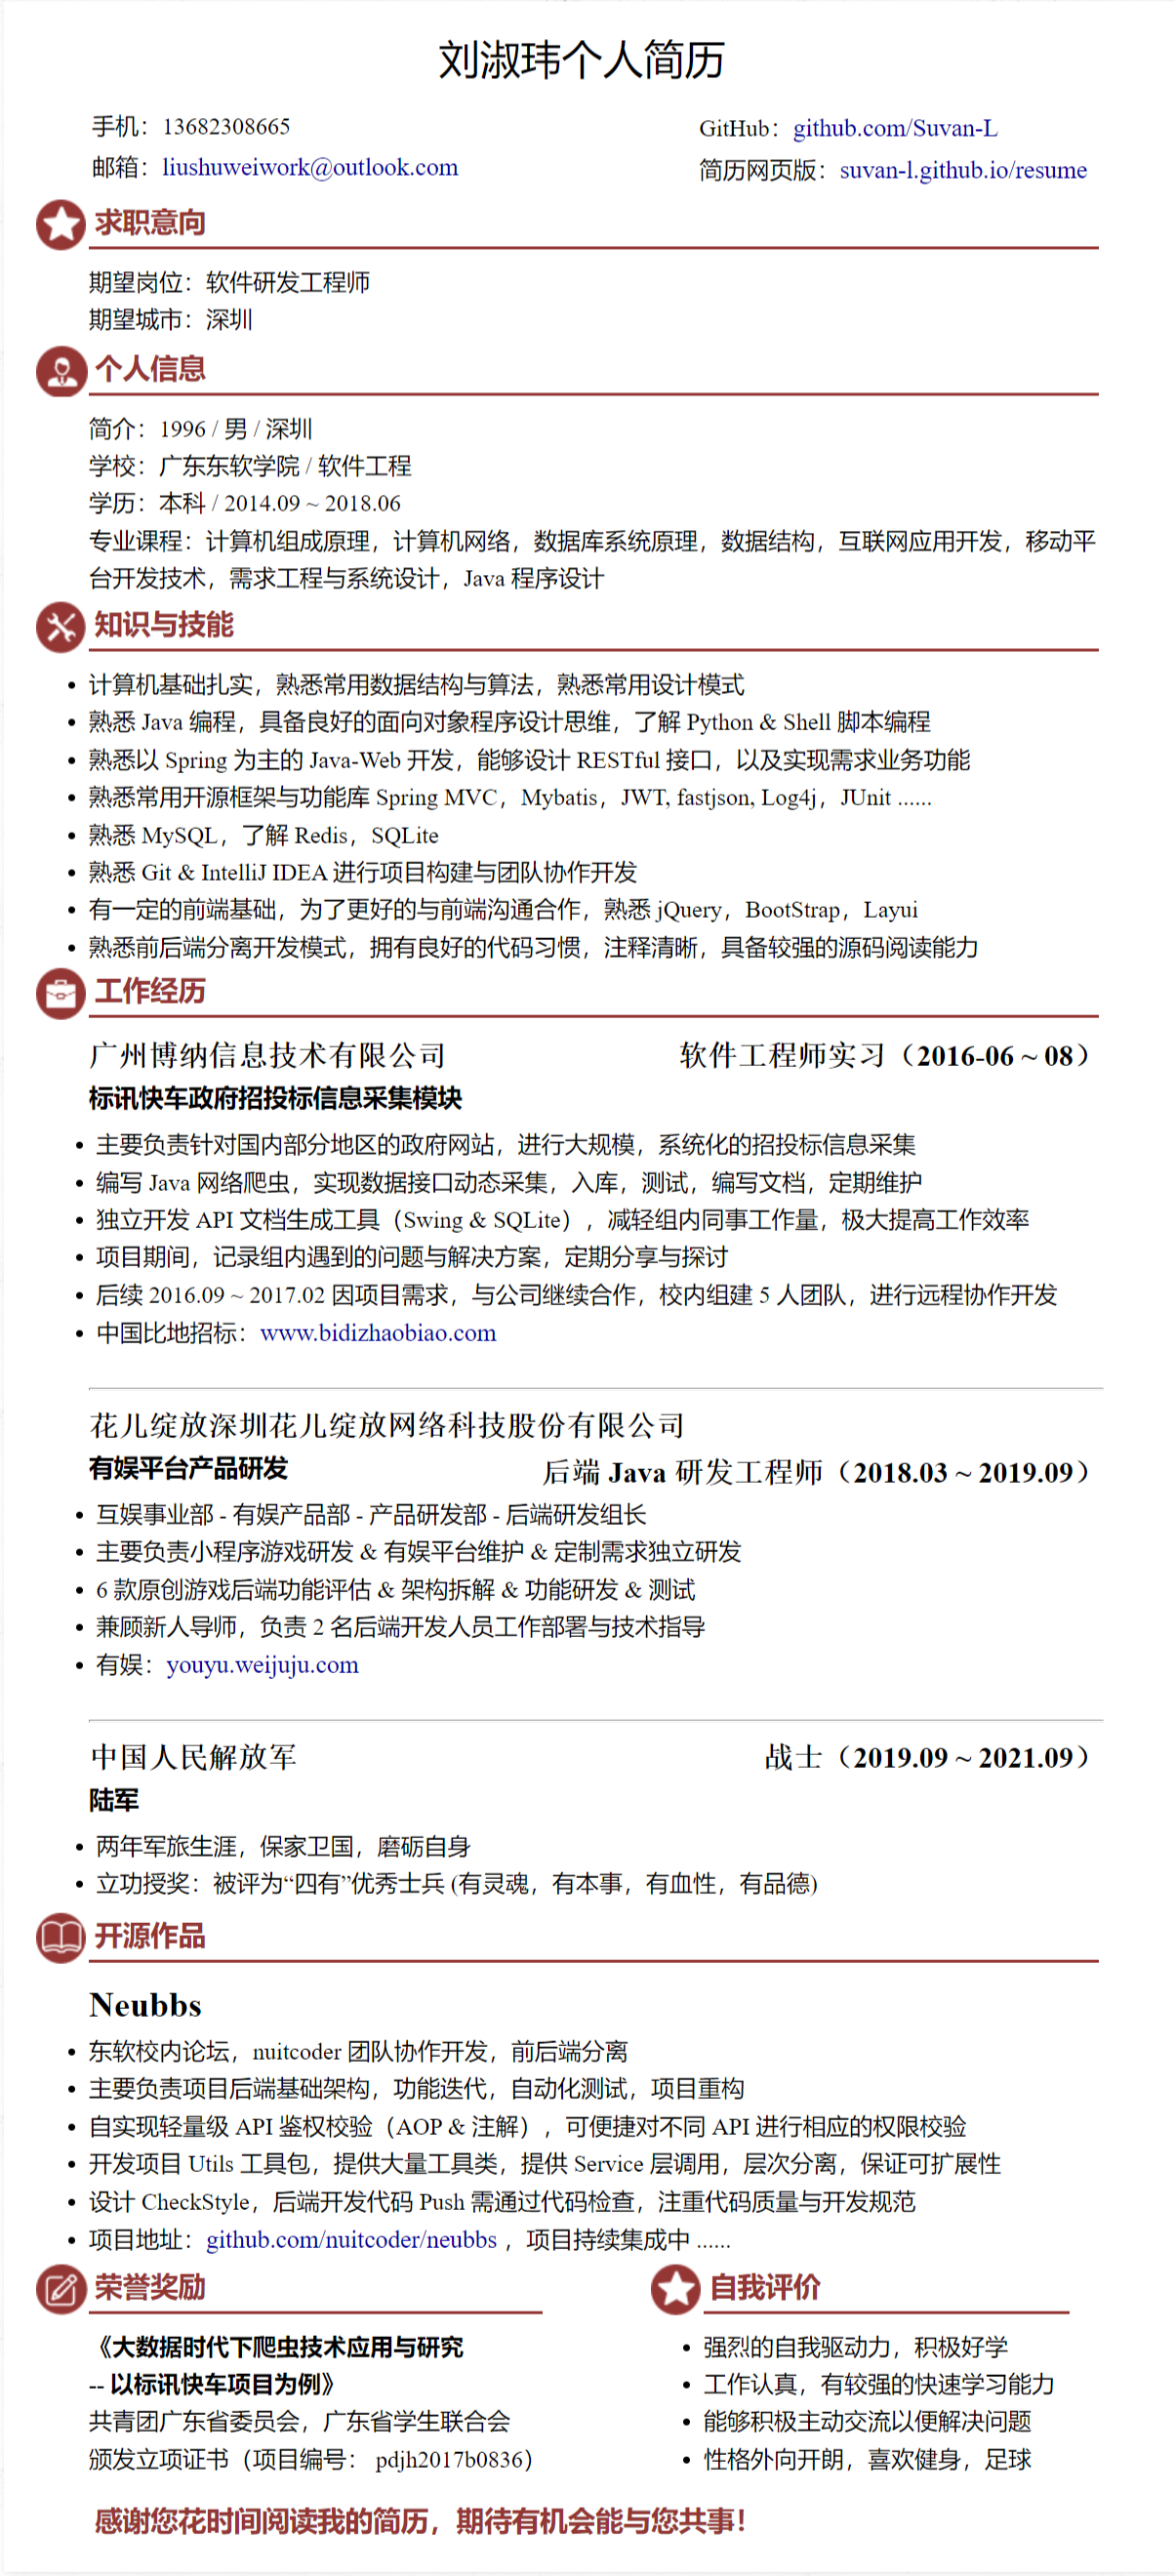 刘淑玮个人简历
手机：13682308665
邮箱：liushuweiwork@outlook.com
GitHub：github.com/Suvan-L
简历网页版：suvan-l.github.io/resume
求职意向
期望岗位：软件研发工程师
期望城市：深圳
个人信息
简介：1996 / 男 / 深圳
学校：广东东软学院 / 软件工程
学历：本科 / 2014.09 ~ 2018.06
专业课程：计算机组成原理，计算机网络，数据库系统原理，数据结构，互联网应用开发，移动平
台开发技术，需求工程与系统设计，Java 程序设计
知识与技能
• 计算机基础扎实，熟悉常用数据结构与算法，熟悉常用设计模式
• 熟悉 Java 编程，具备良好的面向对象程序设计思维，了解 Python & Shell 脚本编程
• 熟悉以 Spring 为主的 Java-Web 开发，能够设计 RESTful 接口，以及实现需求业务功能
• 熟悉常用开源框架与功能库 Spring MVC，Mybatis，JWT, fastjson, Log4j，JUnit ......
• 熟悉 MySQL，了解 Redis，SQLite
• 熟悉 Git & IntelliJ IDEA 进行项目构建与团队协作开发
• 有一定的前端基础，为了更好的与前端沟通合作，熟悉 jQuery，BootStrap，Layui
• 熟悉前后端分离开发模式，拥有良好的代码习惯，注释清晰，具备较强的源码阅读能力
工作经历
广州博纳信息技术有限公司 软件工程师实习（2016-06 ~ 08）
标讯快车政府招投标信息采集模块
• 主要负责针对国内部分地区的政府网站，进行大规模，系统化的招投标信息采集
• 编写 Java 网络爬虫，实现数据接口动态采集，入库，测试，编写文档，定期维护
• 独立开发 API 文档生成工具（Swing & SQLite），减轻组内同事工作量，极大提高工作效率
• 项目期间，记录组内遇到的问题与解决方案，定期分享与探讨
• 后续 2016.09 ~ 2017.02 因项目需求，与公司继续合作，校内组建 5 人团队，进行远程协作开发
• 中国比地招标：www.bidizhaobiao.com
花儿绽放深圳花儿绽放网络科技股份有限公司
有娱平台产品研发 后端 Java 研发工程师（2018.03 ~ 2019.09）
• 互娱事业部 - 有娱产品部 - 产品研发部 - 后端研发组长
• 主要负责小程序游戏研发 & 有娱平台维护 & 定制需求独立研发
• 6 款原创游戏后端功能评估 & 架构拆解 & 功能研发 & 测试
• 兼顾新人导师，负责 2 名后端开发人员工作部署与技术指导
• 有娱：youyu.weijuju.com
中国人民解放军 战士（2019.09 ~ 2021.09）
陆军
• 两年军旅生涯，保家卫国，磨砺自身
• 立功授奖：被评为“四有”优秀士兵 (有灵魂，有本事，有血性，有品德)
开源作品
Neubbs
• 东软校内论坛，nuitcoder 团队协作开发，前后端分离
• 主要负责项目后端基础架构，功能迭代，自动化测试，项目重构
• 自实现轻量级 API 鉴权校验（AOP & 注解），可便捷对不同 API 进行相应的权限校验
• 开发项目 Utils 工具包，提供大量工具类，提供 Service 层调用，层次分离，保证可扩展性
• 设计 CheckStyle，后端开发代码 Push 需通过代码检查，注重代码质量与开发规范
• 项目地址：github.com/nuitcoder/neubbs ，项目持续集成中 ......
荣誉奖励
《大数据时代下爬虫技术应用与研究
-- 以标讯快车项目为例》
共青团广东省委员会，广东省学生联合会
颁发立项证书（项目编号： pdjh2017b0836）
自我评价
• 强烈的自我驱动力，积极好学
• 工作认真，有较强的快速学习能力
• 能够积极主动交流以便解决问题
• 性格外向开朗，喜欢健身，足球
感谢您花时间阅读我的简历，期待有机会能与您共事！